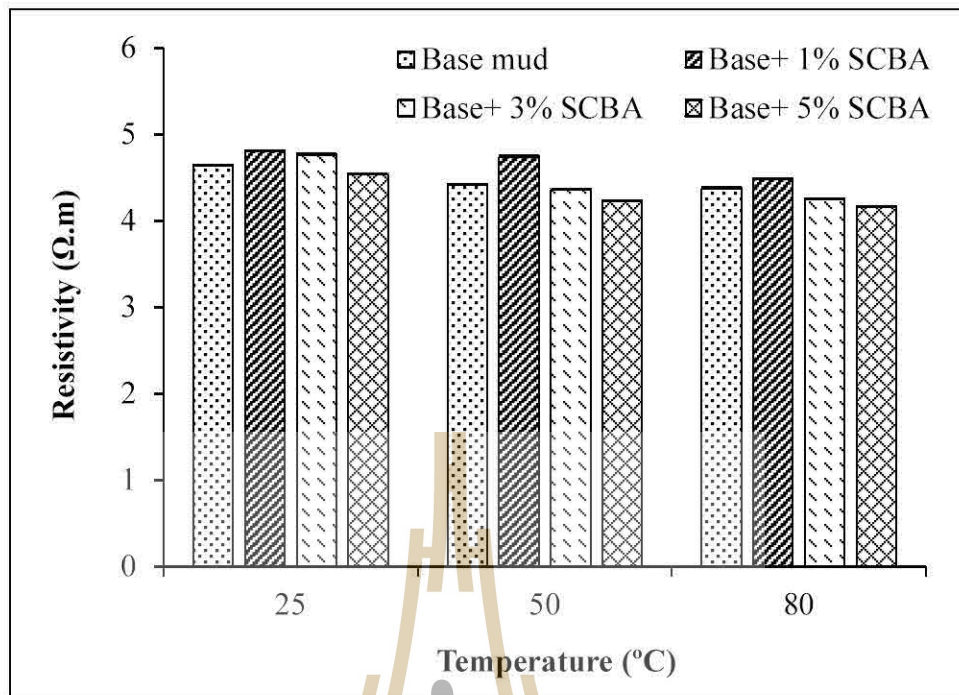 6
5
4
3
2
1
0
Resistivity (Ω.m)
Base mud
Base+ 1% SCBA
Base+ 3% SCBA
Base+ 5% SCBA
25
50
80
Temperature (ºC)